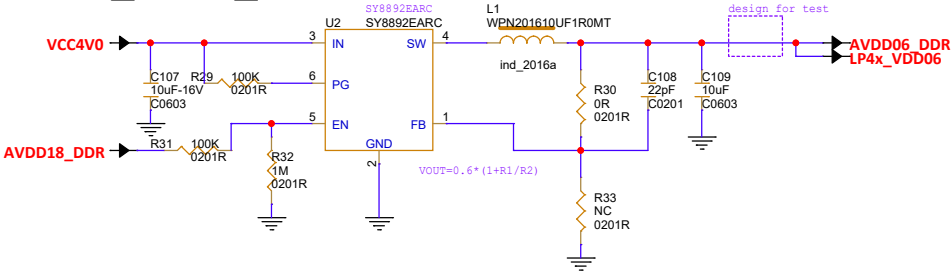 SY8892EARC
U2
SY8892EARC
L1
WPN201610UF1R0MT
design for test
VCC4V0
3
IN
SW
4
AVDD06_DDR
LP4x_VDD06
ind_2016a
C107
10uF-16V
C0603
R29
100K
0201R
6
PG
R30
0R
0201R
C108
22pF
C0201
C109
10uF
C0603
5
EN
FB
1
AVDD18_DDR
R31
100K
0201R
R32
1M
0201R
GND
2
VOUT=0.6*(1+R1/R2)
R33
NC
0201R